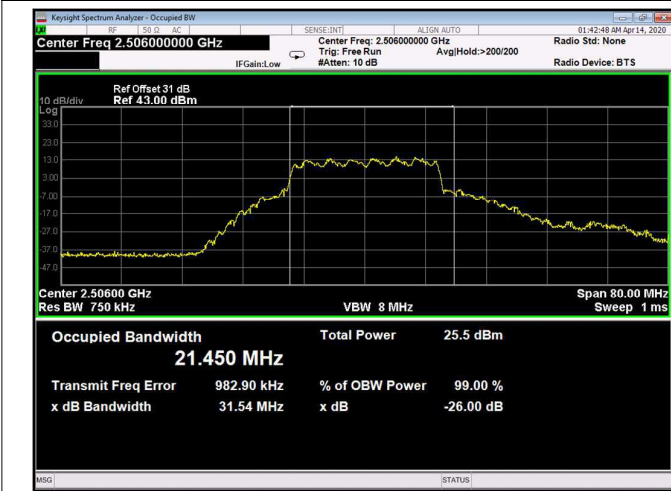 Keysight Spectrum Analyzer - Occupied BW
RF 50 Ω AC SENSE:INT ALIGN AUTO 01:42:48 AM Apr 14, 2020
Center Freq 2.506000000 GHz Center Freq: 2.506000000 GHz Radio Std: None
Trig: Free Run Avg|Hold:>200/200
IFGain:Low #Atten: 10 dB Radio Device: BTS
Ref Offset 31 dB
10 dB/div Ref 43.00 dBm
Log
33.0
23.0
13.0
3.00
-7.00
-17.0
-27.0
-37.0
-47.0
Center 2.50600 GHz Span 80.00 MHz
Res BW 750 kHz VBW 8 MHz Sweep 1 ms
Occupied Bandwidth Total Power 25.5 dBm
21.450 MHz
Transmit Freq Error 982.90 kHz % of OBW Power 99.00 %
x dB Bandwidth 31.54 MHz x dB -26.00 dB
MSG STATUS